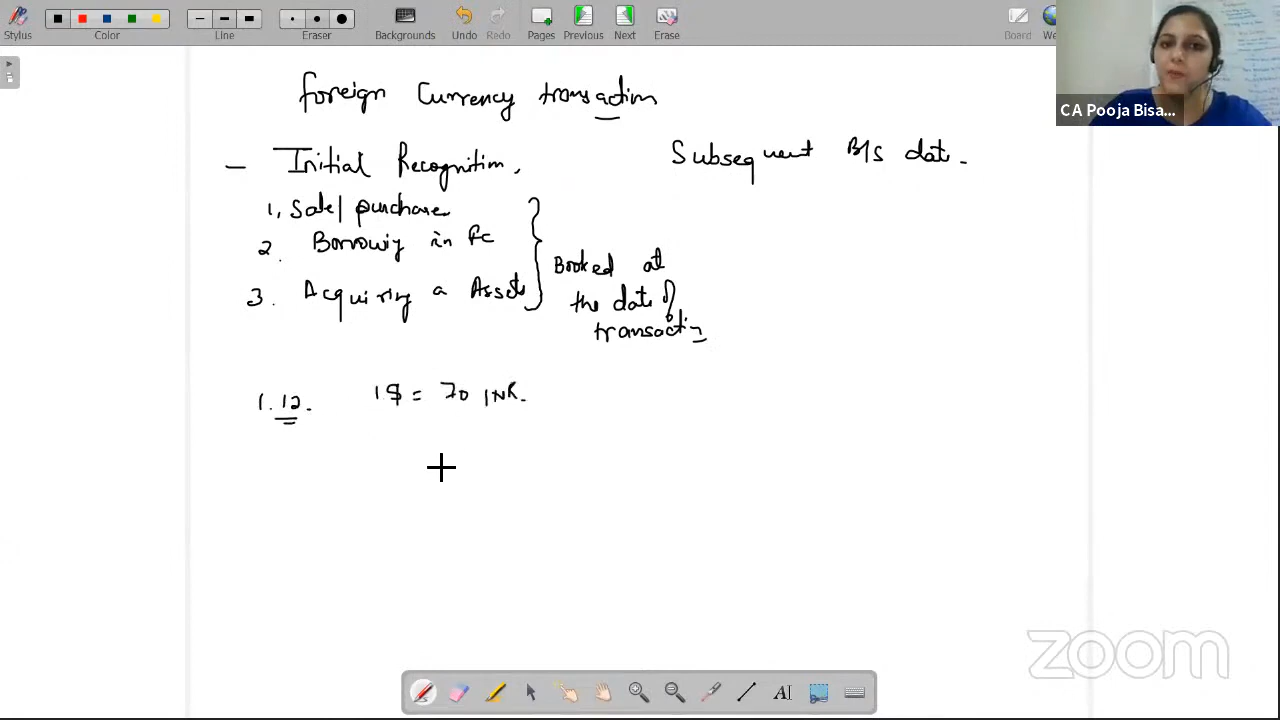 Stylus
Color
Line
Eraser
Backgrounds
Undo
Redo
Pages
Previous
Next
Erase
Board
CA Pooja Bisa...
Foreign Currency transaction
- Initial Recognition,
Subsequent B/S date.
1, Sale/ purchase
2. Borrowing in Fc
3. Acquiring a Assets
Booked at
the date of
transaction
1.12. 1$ = 70 INR.
zoom
AI